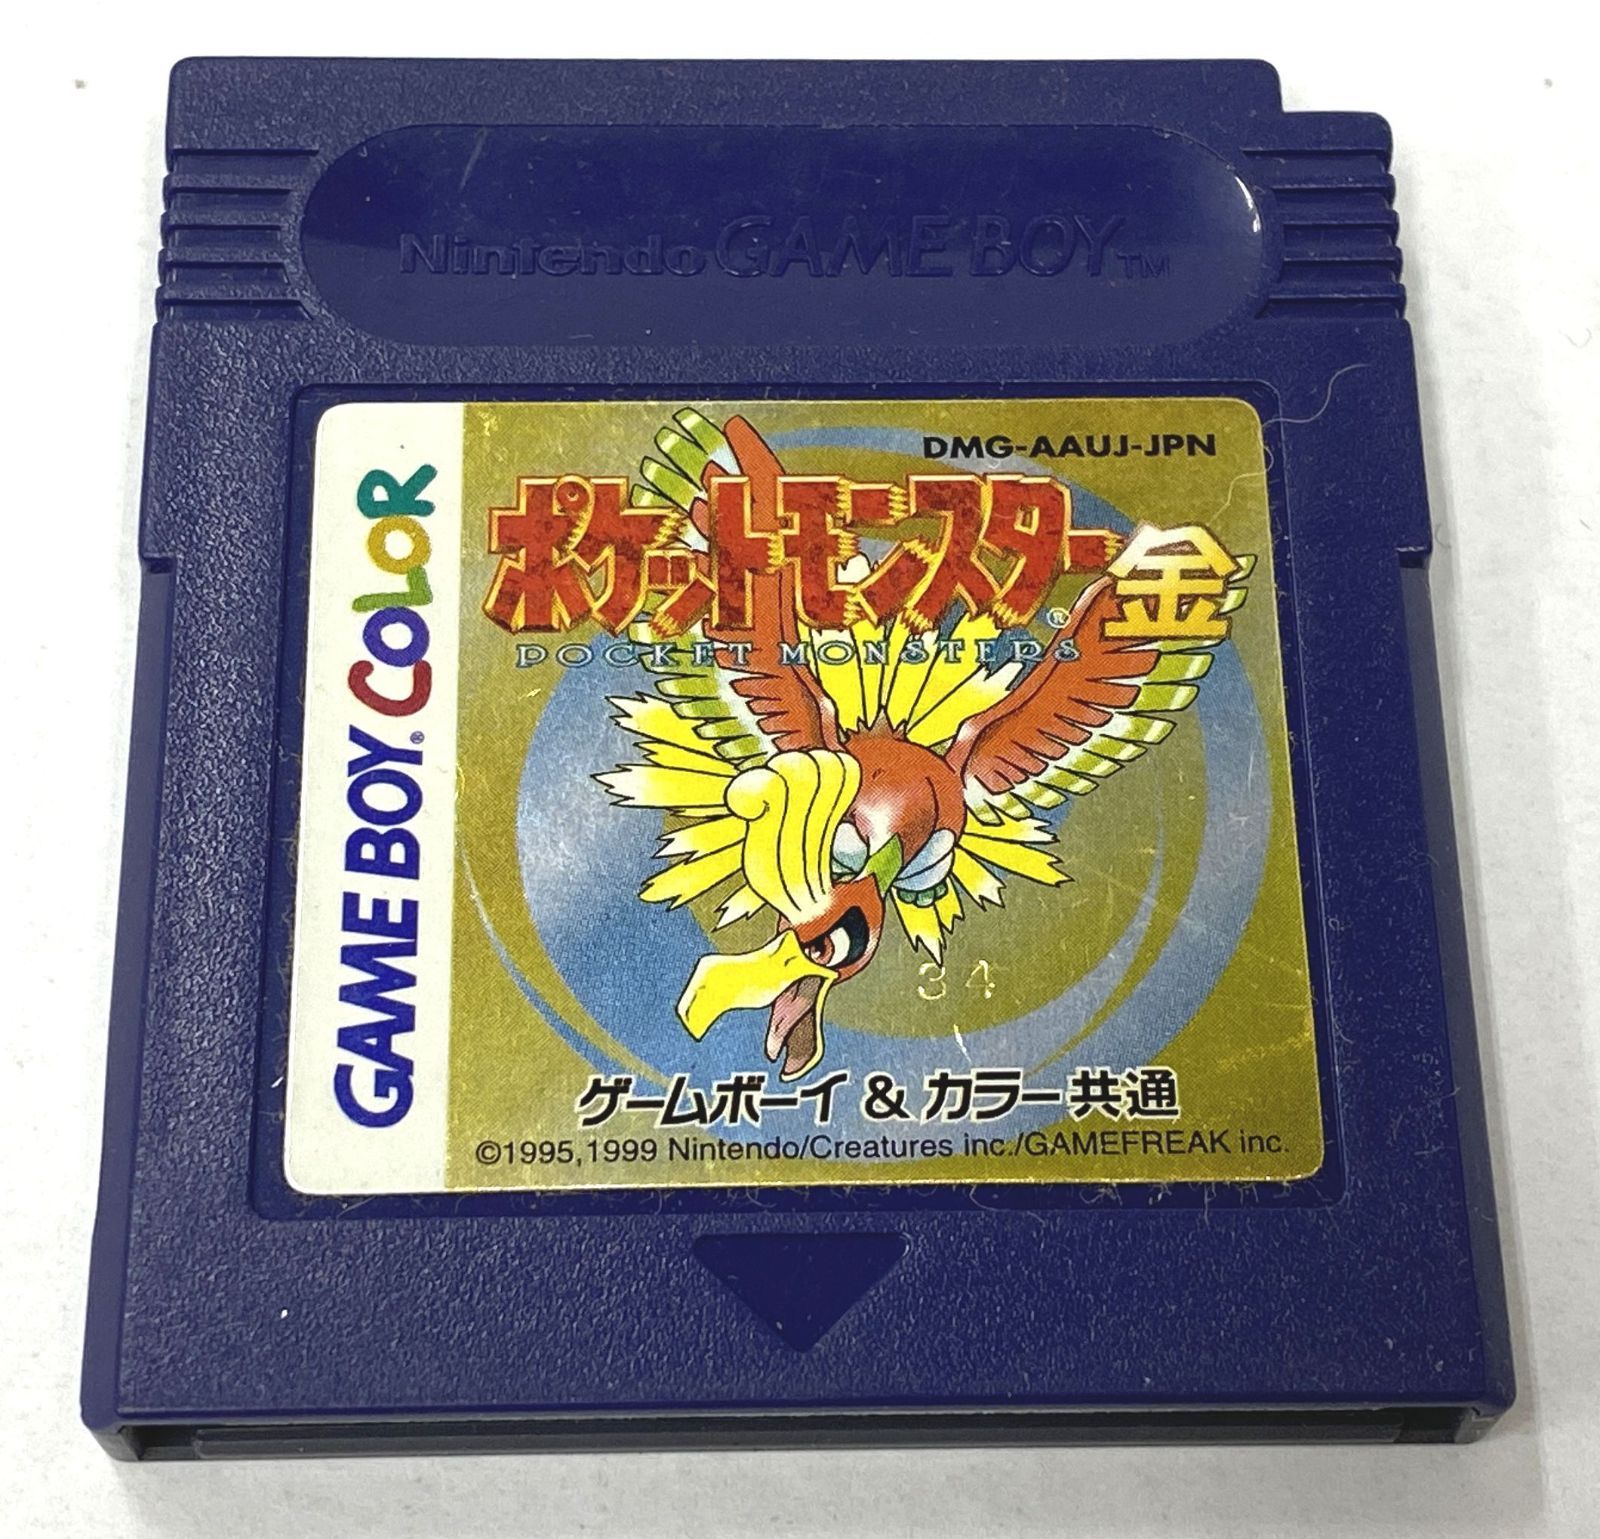 Nintendo GAME BOY™
GAME BOY® COLOR
DMG-AAUJ-JPN
ポケットモンスター® 金
POCKET MONSTERS
34
ゲームボーイ & カラー共通
©1995,1999 Nintendo/Creatures inc./GAMEFREAK inc.